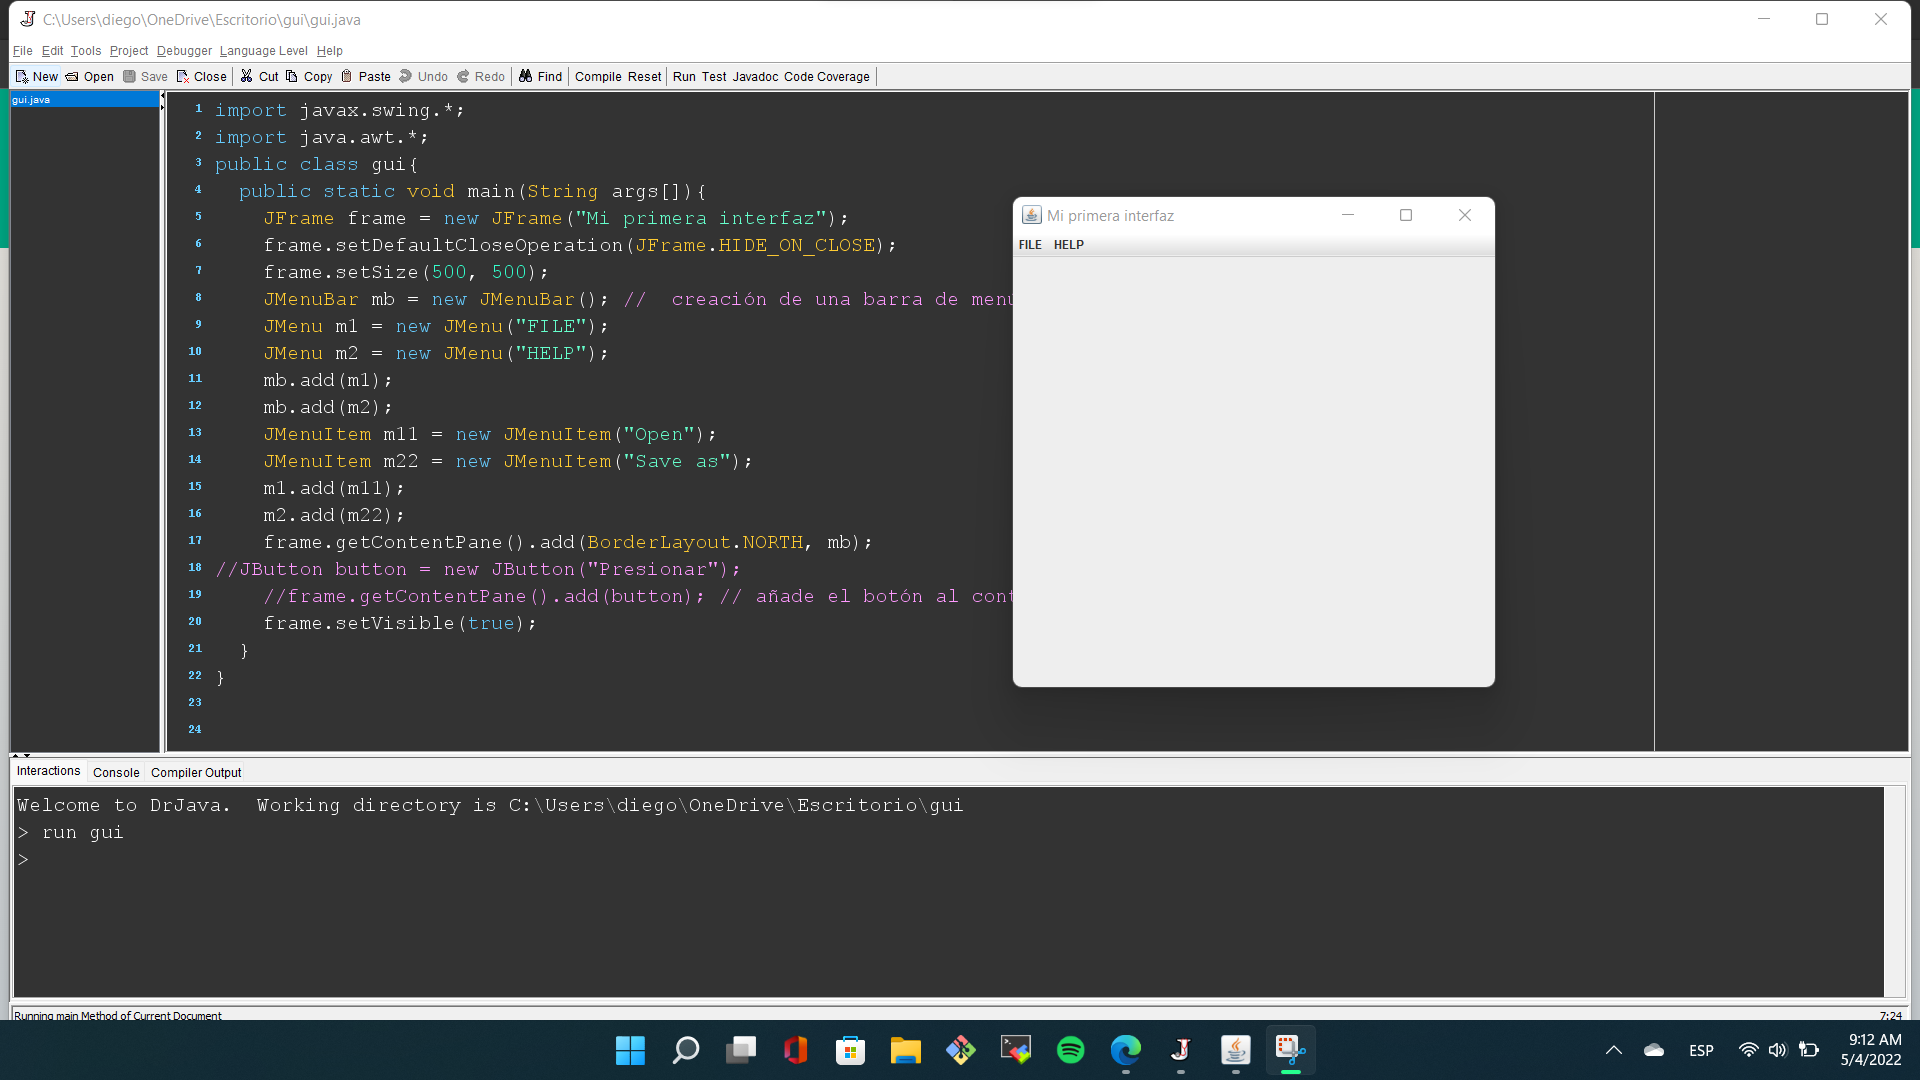 C:\Users\diego\OneDrive\Escritorio\gui\gui.java
File Edit Tools Project Debugger Language Level Help
New Open Save Close Cut Copy Paste Undo Redo Find Compile Reset Run Test Javadoc Code Coverage
gui.java
1 import javax.swing.*;
2 import java.awt.*;
3 public class gui{
4 public static void main(String args[]){
5 JFrame frame = new JFrame("Mi primera interfaz");
6 frame.setDefaultCloseOperation(JFrame.HIDE_ON_CLOSE);
7 frame.setSize(500, 500);
8 JMenuBar mb = new JMenuBar(); //  creación de una barra de menu
9 JMenu m1 = new JMenu("FILE");
10 JMenu m2 = new JMenu("HELP");
11 mb.add(m1);
12 mb.add(m2);
13 JMenuItem m11 = new JMenuItem("Open");
14 JMenuItem m22 = new JMenuItem("Save as");
15 m1.add(m11);
16 m2.add(m22);
17 frame.getContentPane().add(BorderLayout.NORTH, mb);
18 //JButton button = new JButton("Presionar");
19 //frame.getContentPane().add(button); // añade el botón al cont
20 frame.setVisible(true);
21 }
22 }
23
24
Mi primera interfaz
FILE HELP
Interactions Console Compiler Output
Welcome to DrJava.  Working directory is C:\Users\diego\OneDrive\Escritorio\gui
> run gui
>
Running main Method of Current Document
7:24
ESP
9:12 AM
5/4/2022